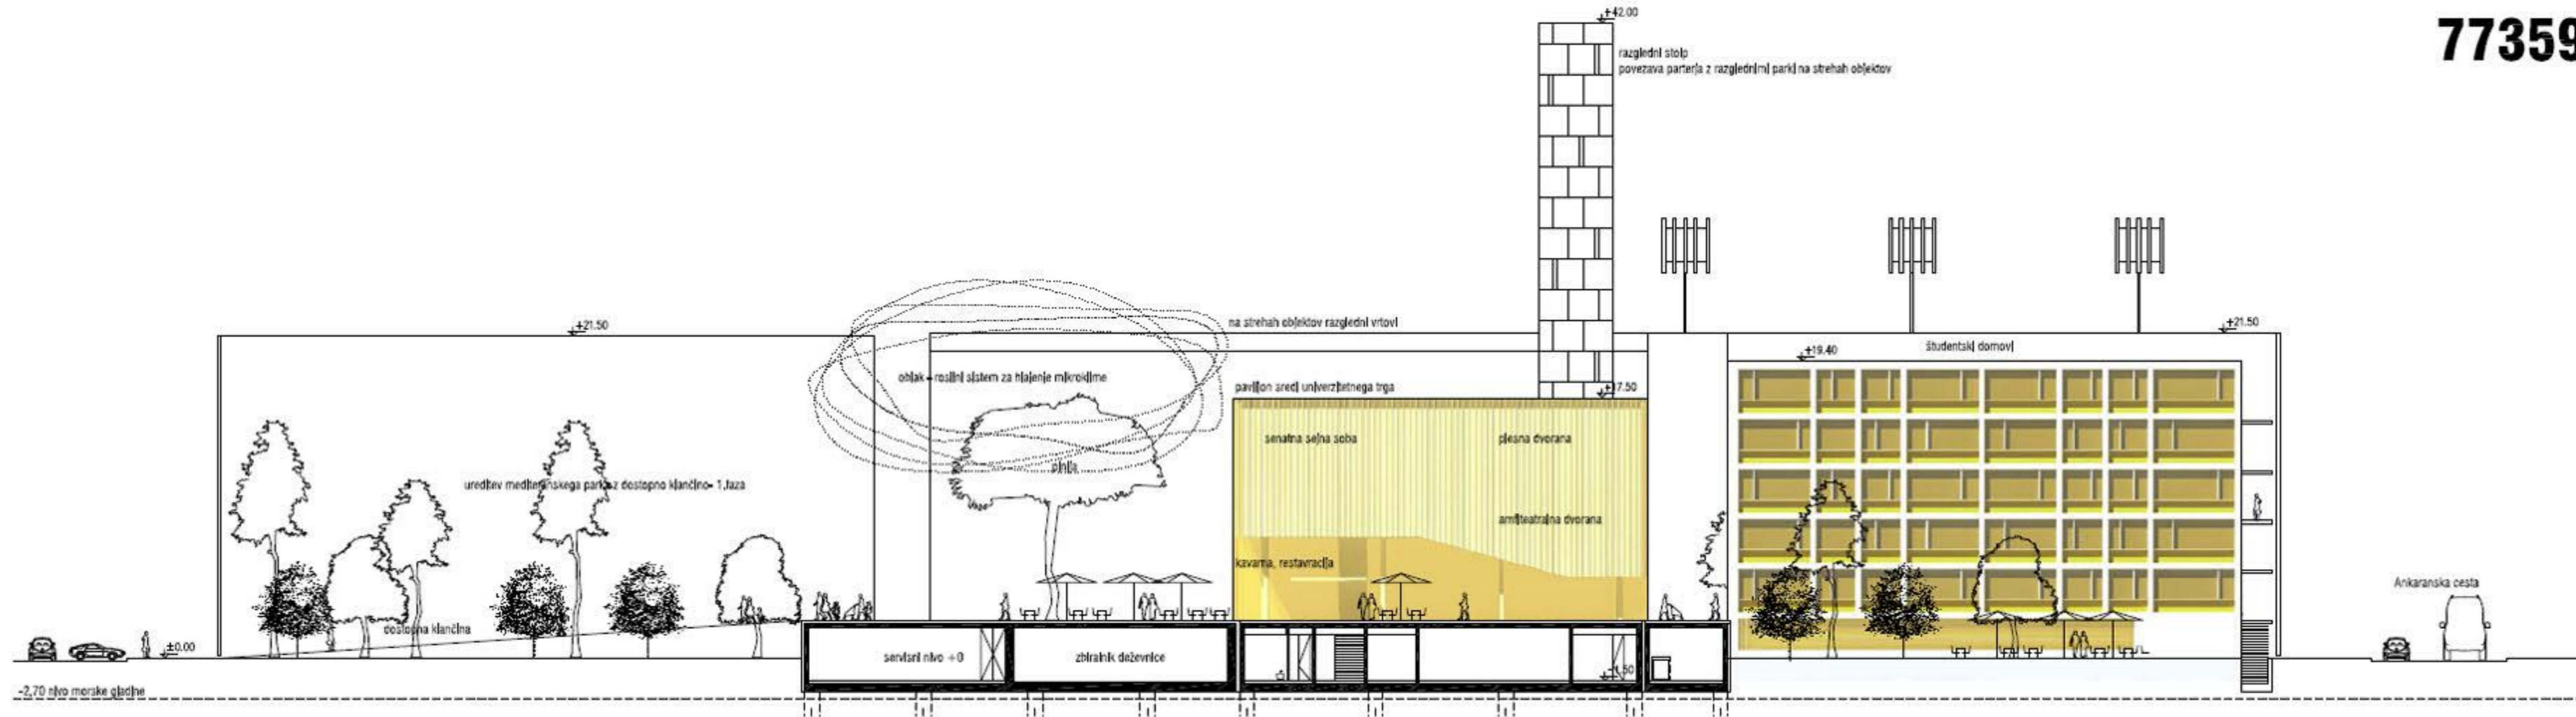 +42.00
77359
razgledni stolp
povezava parterja z razglednimi parki na strehah objektov
+21.50
na strehah objektov razgledni vrtovi
+21.50
študentski domovi
+19.40
oblak - rosilni sistem za hlajenje mikroklime
paviljon sredi univerzitetnega trga
+17.50
senatna sejna soba
plesna dvorana
pinija
ureditev mediteranskega parka z dostopno klančino- 1.faza
amfiteatralna dvorana
kavarna, restavracija
Ankaranska cesta
dostopna klančina
±0.00
servisni nivo +0
zbiralnik deževnice
-1.50
-2,70 nivo morske gladine